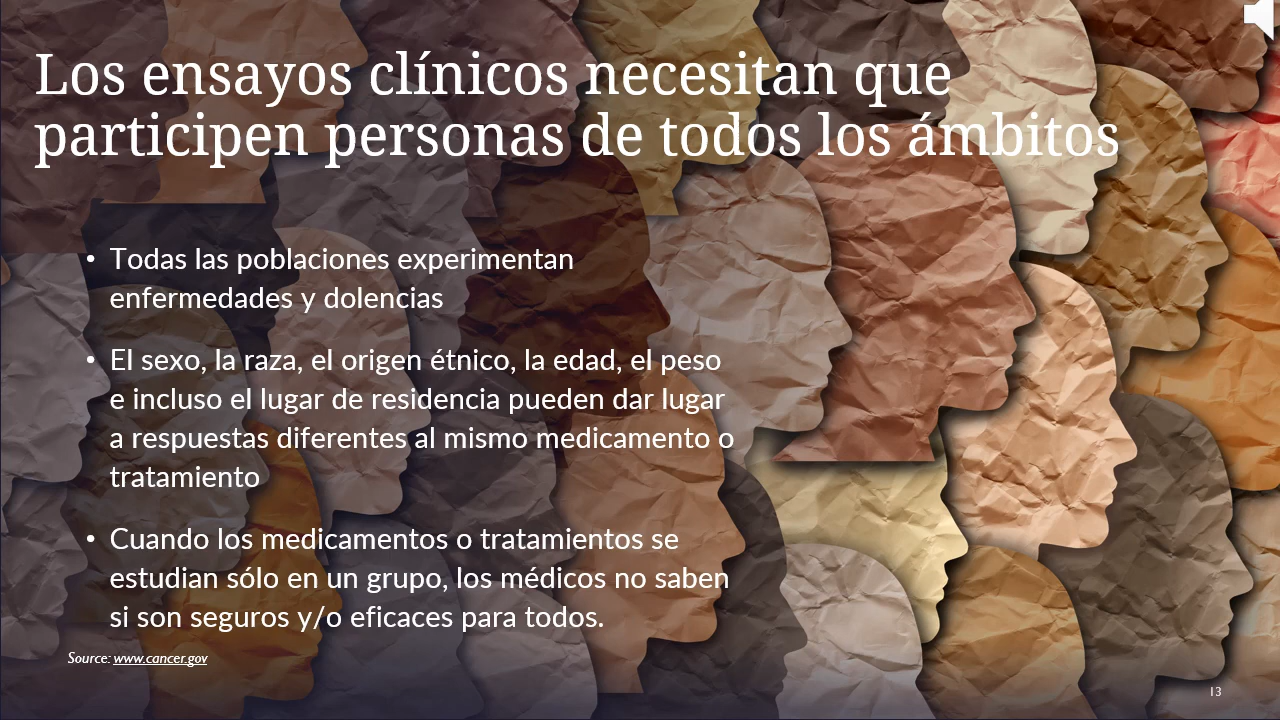 Los ensayos clínicos necesitan que
participen personas de todos los ámbitos
• Todas las poblaciones experimentan
enfermedades y dolencias
• El sexo, la raza, el origen étnico, la edad, el peso
e incluso el lugar de residencia pueden dar lugar
a respuestas diferentes al mismo medicamento o
tratamiento
• Cuando los medicamentos o tratamientos se
estudian sólo en un grupo, los médicos no saben
si son seguros y/o eficaces para todos.
Source: www.cancer.gov
13